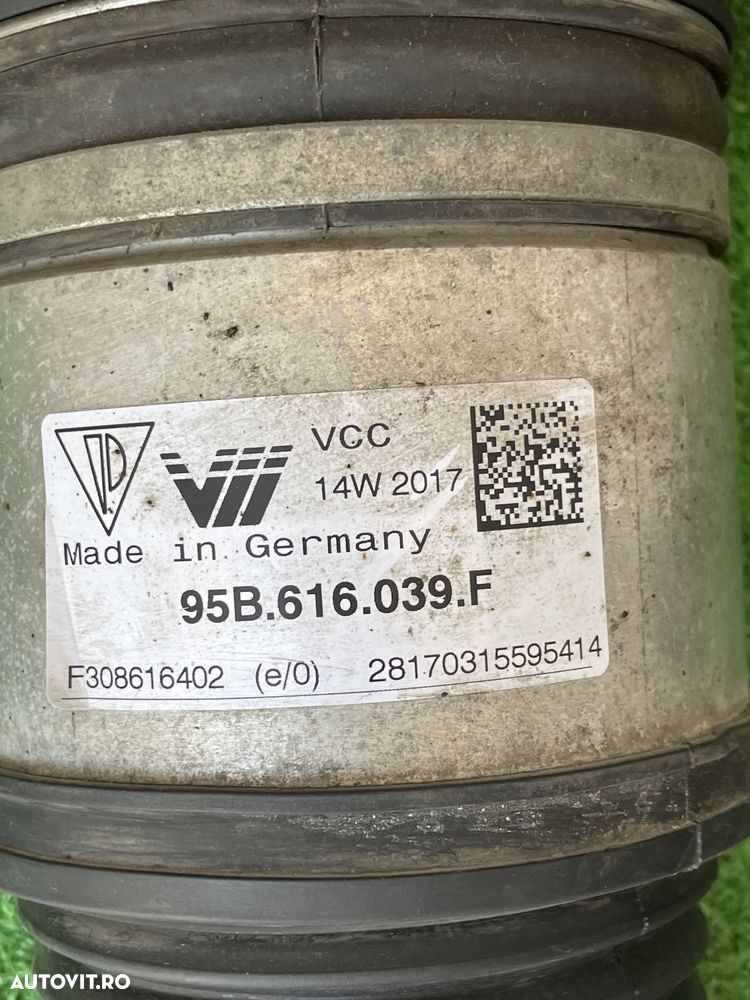 VCC
14W 2017
Made in Germany
95B.616.039.F
F308616402 (e/0) 28170315595414
AUTOVIT.RO